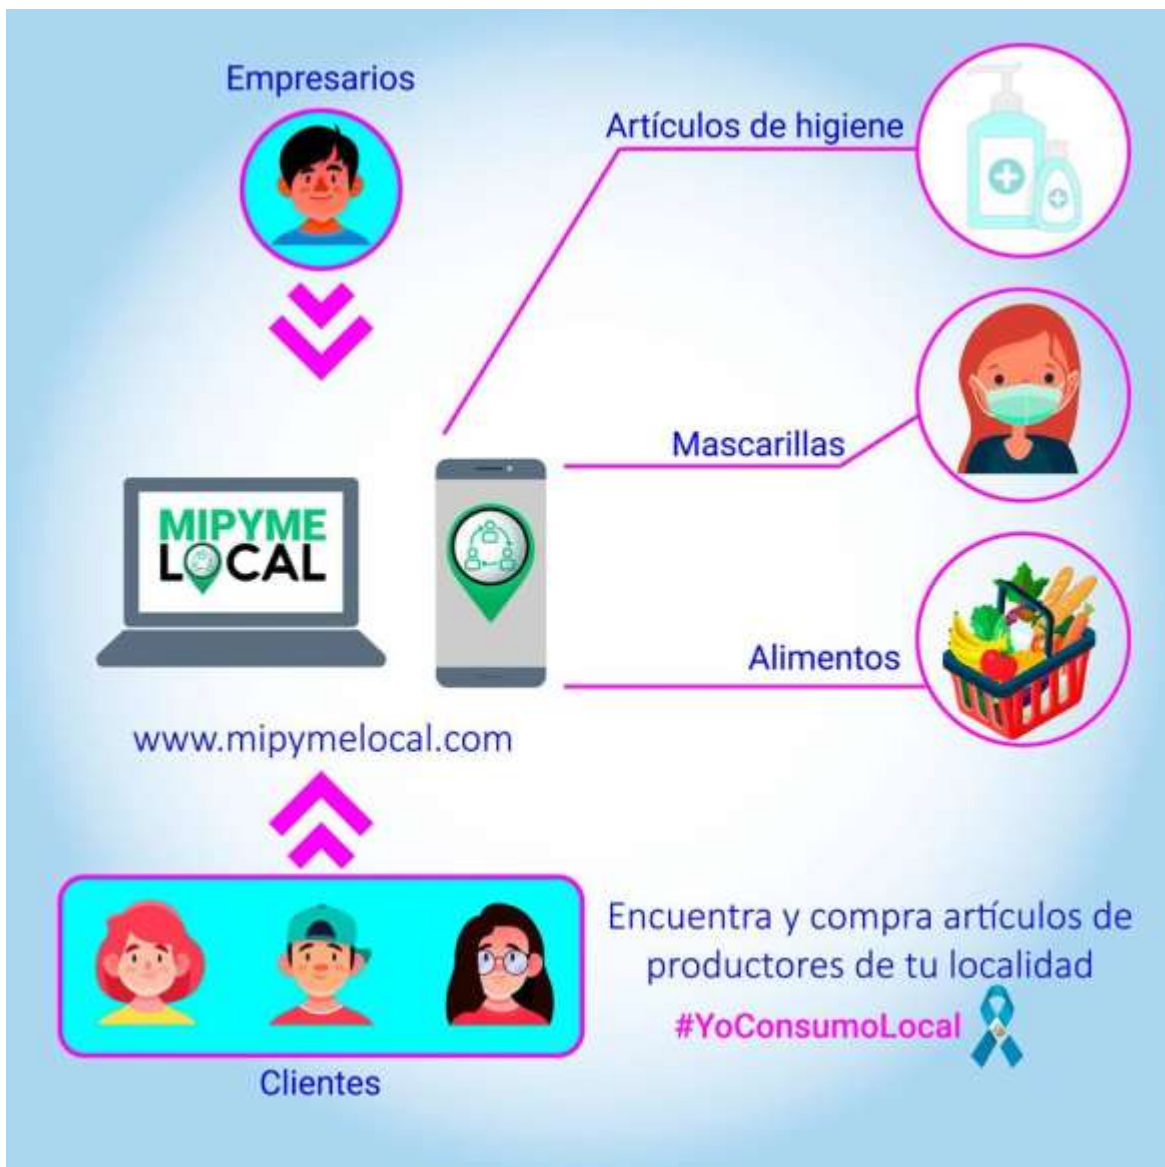 Empresarios
Artículos de higiene
Mascarillas
MIPYME
LOCAL
Alimentos
www.mipymelocal.com
Encuentra y compra artículos de
productores de tu localidad
#YoConsumoLocal
Clientes